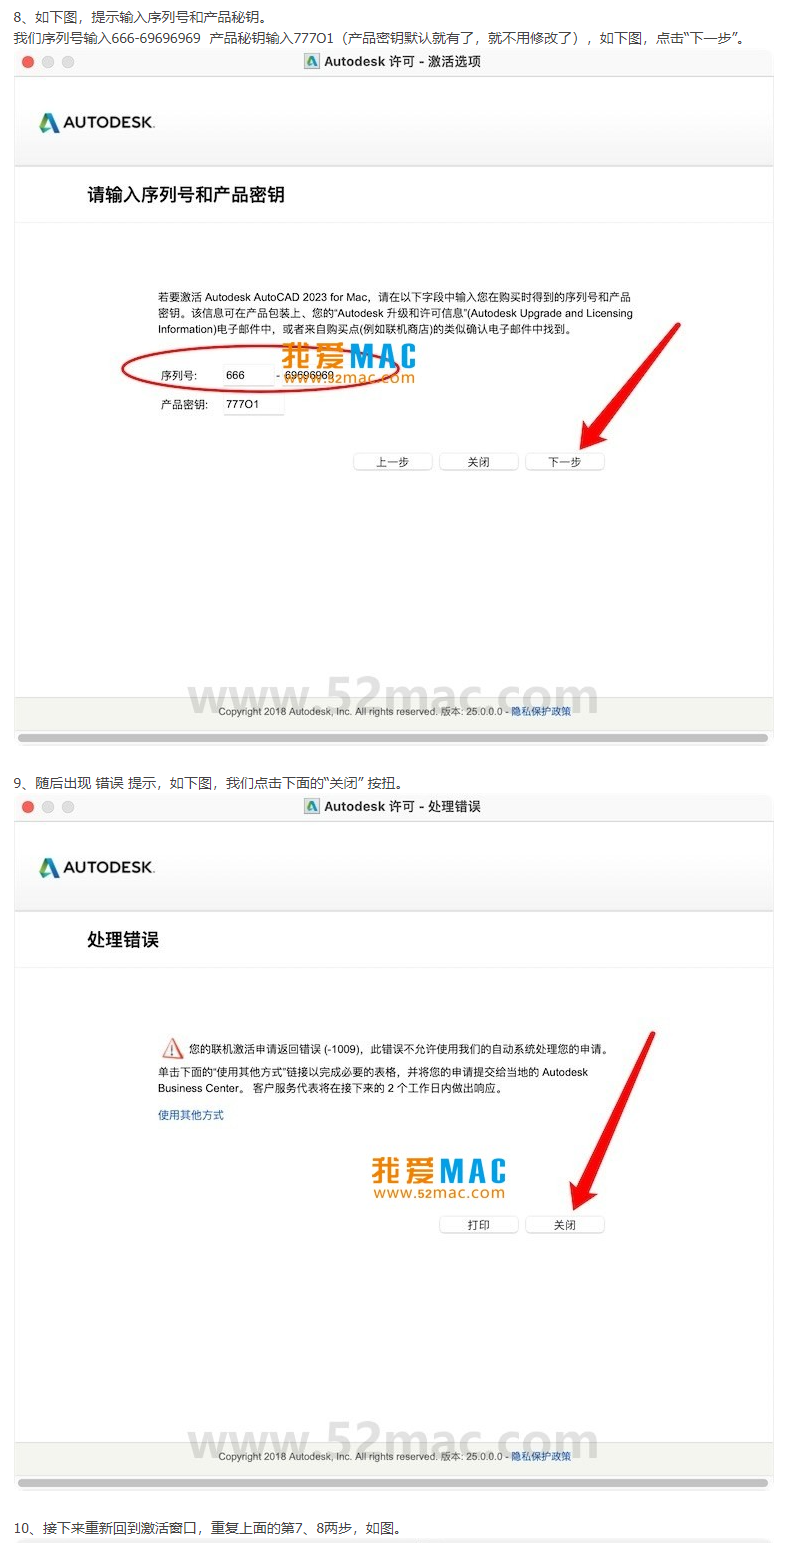 8、如下图，提示输入序列号和产品秘钥。
我们序列号输入666-69696969 产品秘钥输入777O1（产品密钥默认就有了，就不用修改了），如下图，点击“下一步”。
Autodesk 许可 - 激活选项
AUTODESK.
请输入序列号和产品密钥
若要激活 Autodesk AutoCAD 2023 for Mac，请在以下字段中输入您在购买时得到的序列号和产品
密钥。该信息可在产品包装上、您的“Autodesk 升级和许可信息”(Autodesk Upgrade and Licensing
Information)电子邮件中，或者来自购买点(例如联机商店)的类似确认电子邮件中找到。
我爱MAC
www.52mac.com
序列号: 666 - 69696969
产品密钥: 777O1
上一步 关闭 下一步
www.52mac.com
Copyright 2018 Autodesk, Inc. All rights reserved. 版本: 25.0.0.0 - 隐私保护政策
9、随后出现 错误 提示，如下图，我们点击下面的“关闭” 按扭。
Autodesk 许可 - 处理错误
AUTODESK.
处理错误
您的联机激活申请返回错误 (-1009)，此错误不允许使用我们的自动系统处理您的申请。
单击下面的“使用其他方式”链接以完成必要的表格，并将您的申请提交给当地的 Autodesk
Business Center。 客户服务代表将在接下来的 2 个工作日内做出响应。
使用其他方式
我爱MAC
www.52mac.com
打印 关闭
www.52mac.com
Copyright 2018 Autodesk, Inc. All rights reserved. 版本: 25.0.0.0 - 隐私保护政策
10、接下来重新回到激活窗口，重复上面的第7、8两步，如图。